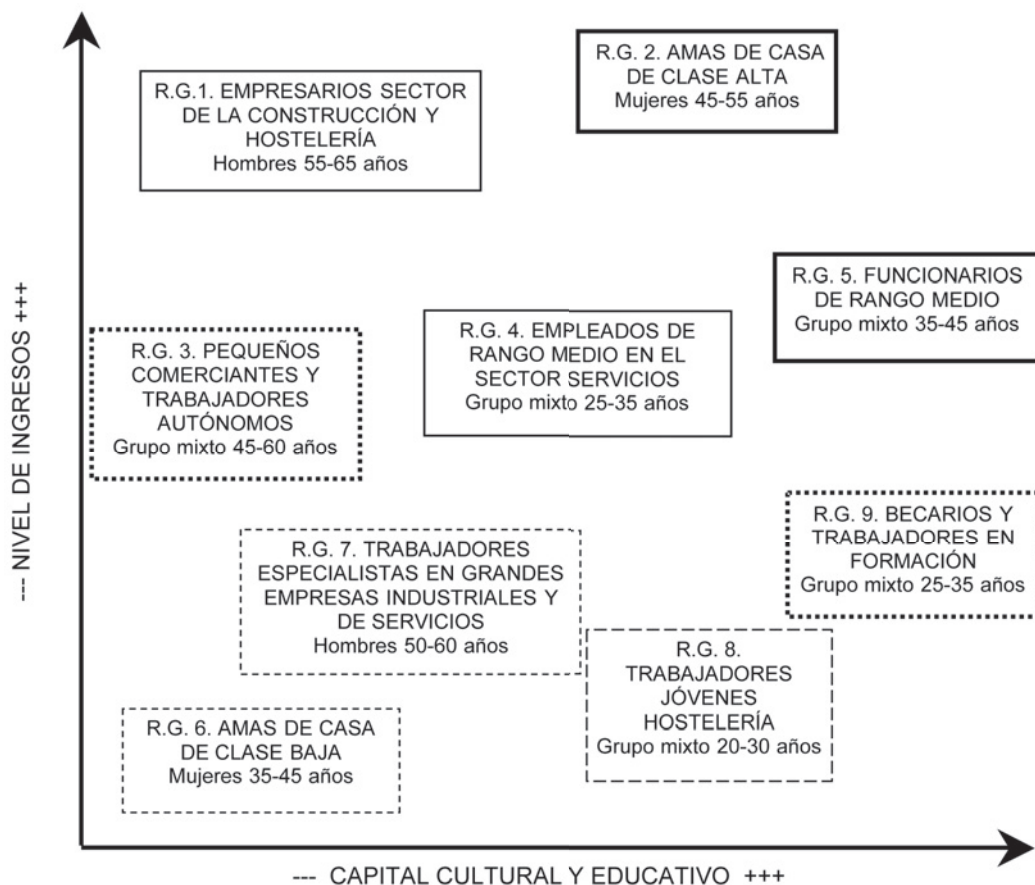 --- NIVEL DE INGRESOS +++
R.G.1. EMPRESARIOS SECTOR
DE LA CONSTRUCCIÓN Y
HOSTELERÍA
Hombres 55-65 años
R.G. 2. AMAS DE CASA
DE CLASE ALTA
Mujeres 45-55 años
R.G. 3. PEQUEÑOS
COMERCIANTES Y
TRABAJADORES
AUTÓNOMOS
Grupo mixto 45-60 años
R.G. 4. EMPLEADOS DE
RANGO MEDIO EN EL
SECTOR SERVICIOS
Grupo mixto 25-35 años
R.G. 5. FUNCIONARIOS
DE RANGO MEDIO
Grupo mixto 35-45 años
R.G. 7. TRABAJADORES
ESPECIALISTAS EN GRANDES
EMPRESAS INDUSTRIALES Y
DE SERVICIOS
Hombres 50-60 años
R.G. 9. BECARIOS Y
TRABAJADORES EN
FORMACIÓN
Grupo mixto 25-35 años
R.G. 6. AMAS DE CASA
DE CLASE BAJA
Mujeres 35-45 años
R.G. 8.
TRABAJADORES
JÓVENES
HOSTELERÍA
Grupo mixto 20-30 años
--- CAPITAL CULTURAL Y EDUCATIVO +++